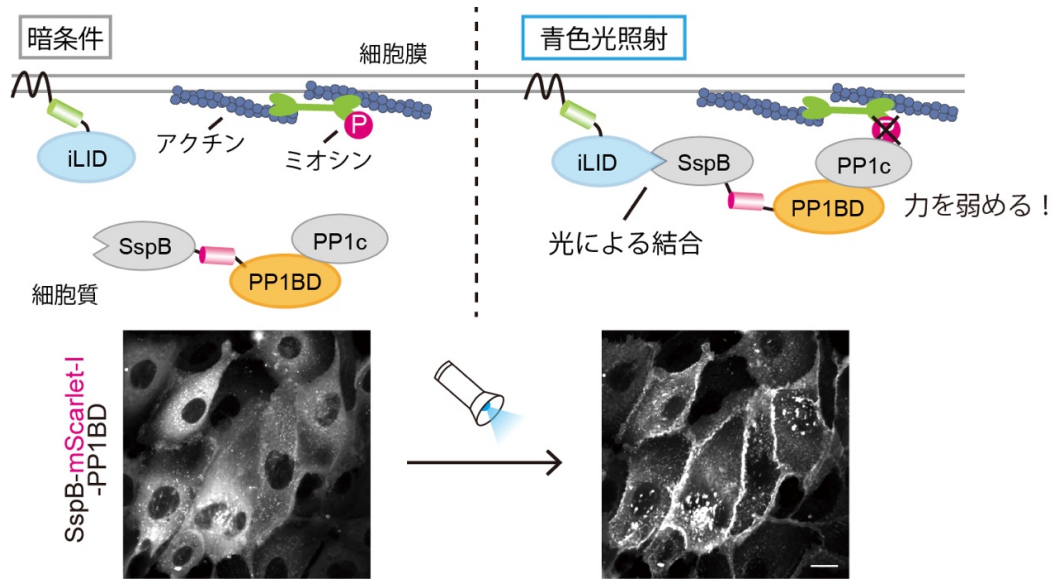 暗条件
細胞膜
iLID
アクチン
ミオシン
P
SspB
PP1c
PP1BD
細胞質
青色光照射
iLID
SspB
PP1c
PP1BD
力を弱める!
光による結合
SspB-mScarlet-I
-PP1BD